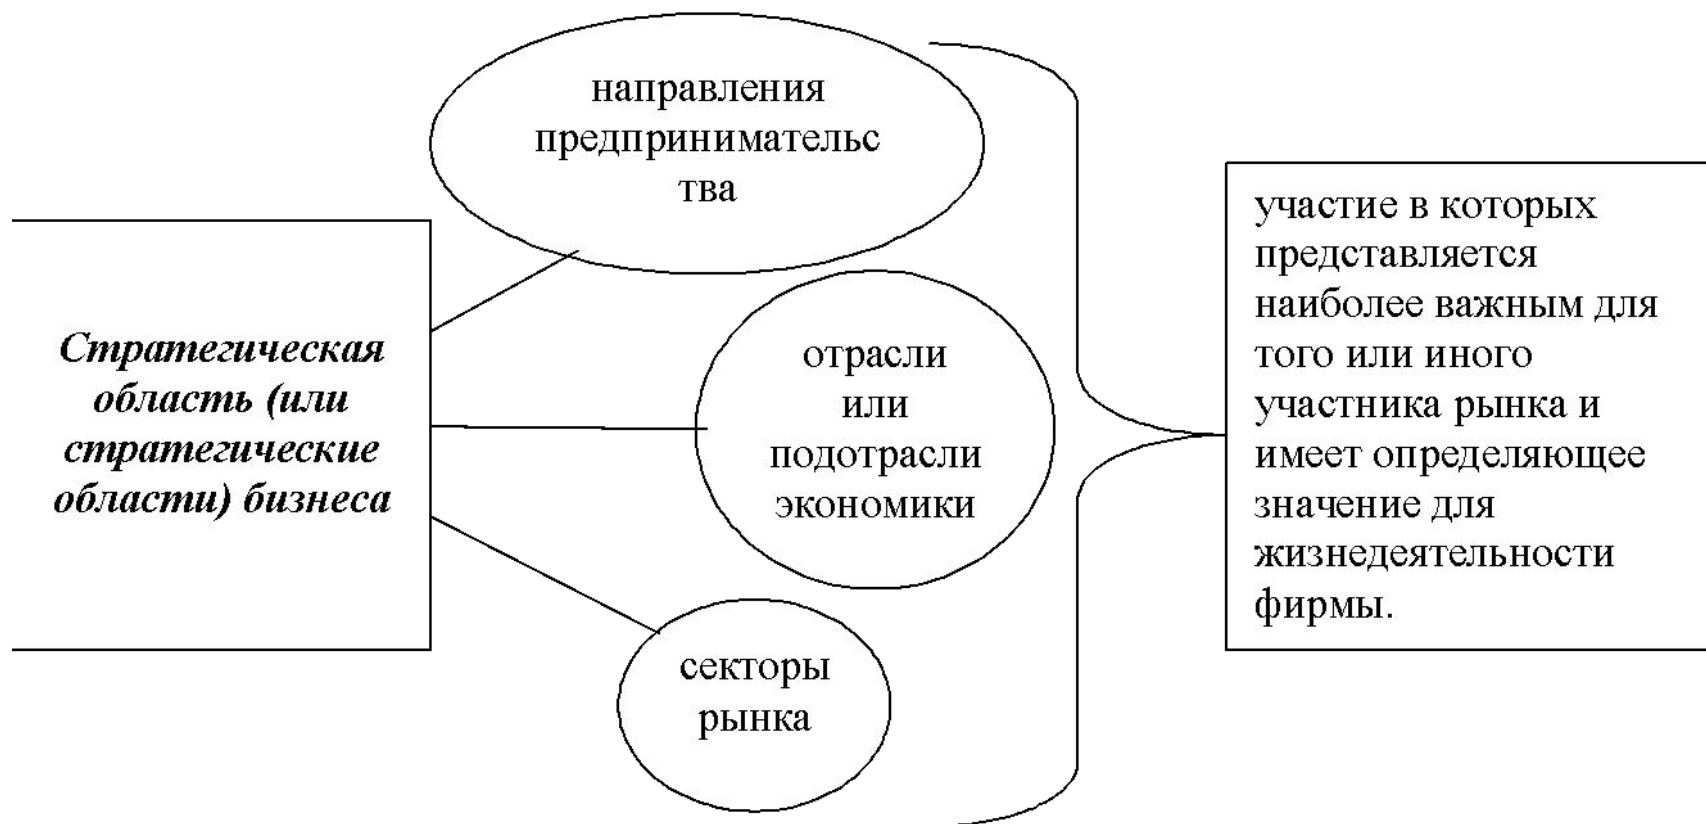 Стратегическая
область (или
стратегические
области) бизнеса
направления
предпринимательс
тва
отрасли
или
подотрасли
экономики
секторы
рынка
участие в которых
представляется
наиболее важным для
того или иного
участника рынка и
имеет определяющее
значение для
жизнедеятельности
фирмы.